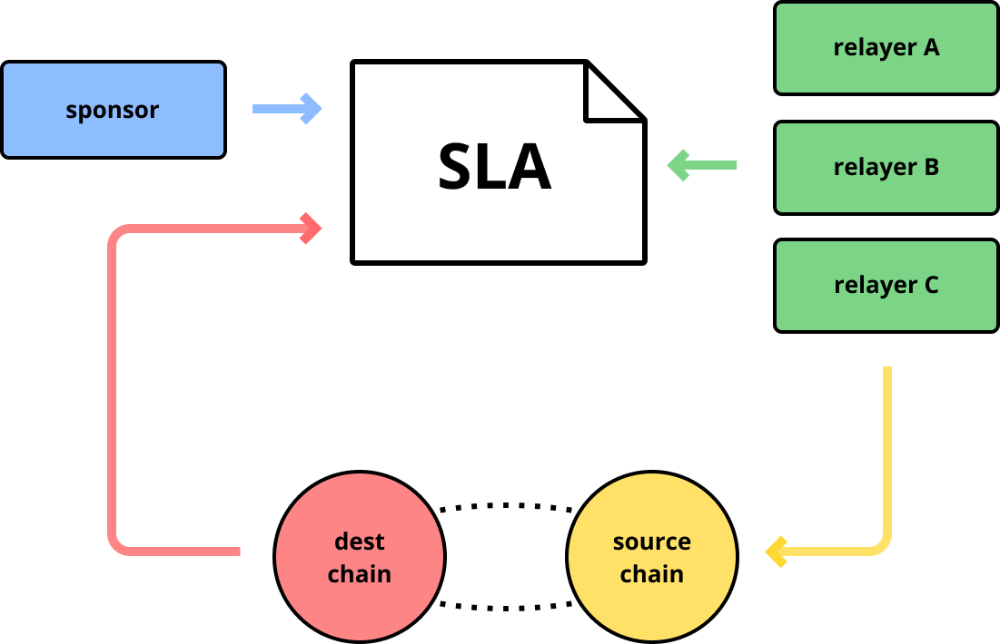 sponsor
SLA
relayer A
relayer B
relayer C
dest
chain
source
chain